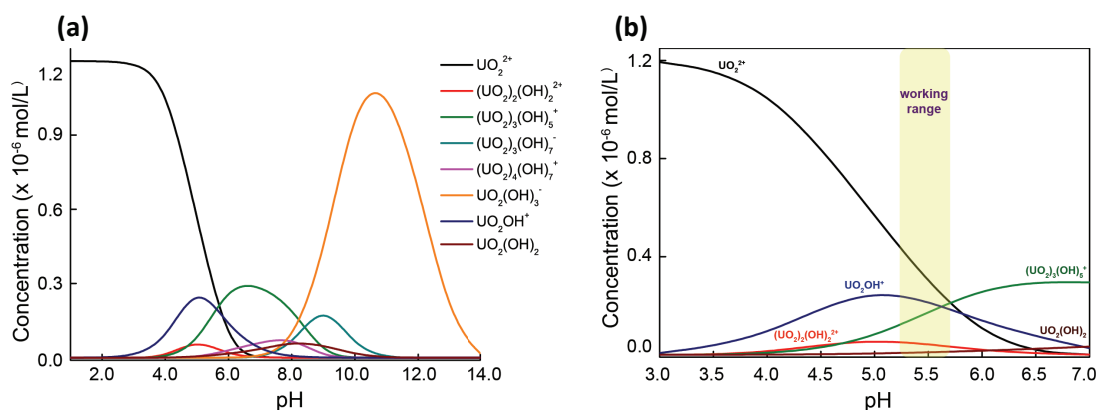 (a)
Concentration (x 10⁻⁶ mol/L)
1.2
0.9
0.6
0.3
0.0
2.0 4.0 6.0 8.0 10.0 12.0 14.0
pH
UO₂²⁺
(UO₂)₂(OH)₂²⁺
(UO₂)₃(OH)₅⁺
(UO₂)₃(OH)₇⁻
(UO₂)₄(OH)₇⁺
UO₂(OH)₃⁻
UO₂OH⁺
UO₂(OH)₂
(b)
Concentration (x 10⁻⁶ mol/L)
1.2
0.8
0.4
0.0
3.0 3.5 4.0 4.5 5.0 5.5 6.0 6.5 7.0
pH
UO₂²⁺
working
range
UO₂OH⁺
(UO₂)₂(OH)₂²⁺
(UO₂)₃(OH)₅⁺
UO₂(OH)₂